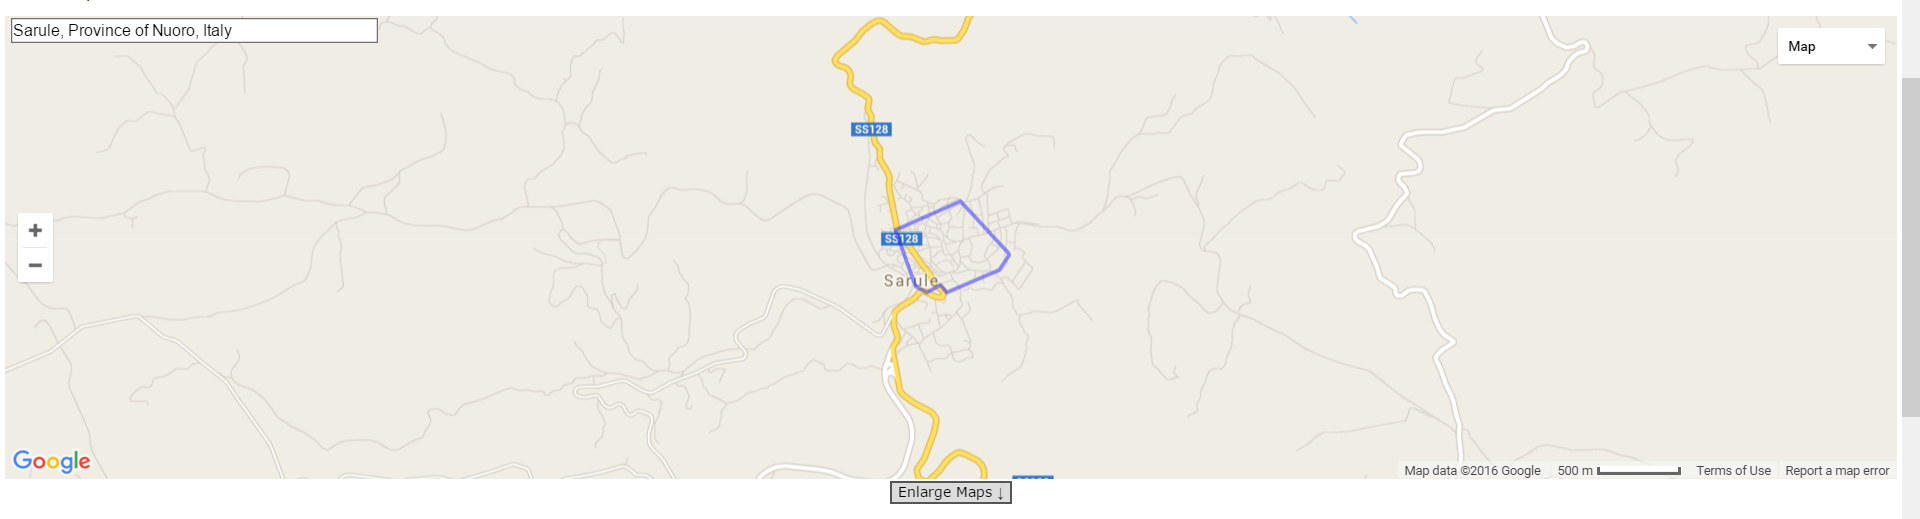 Sarule, Province of Nuoro, Italy
Map
SS128
SS128
Sarule
+
−
Google
Map data ©2016 Google 500 m Terms of Use Report a map error
Enlarge Maps ↓